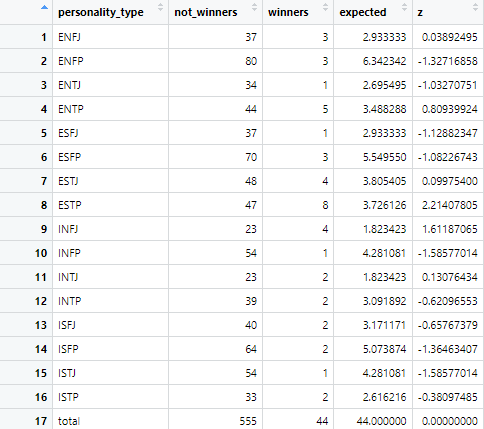 personality_type not_winners winners expected z
1 ENFJ 37 3 2.933333 0.03892495
2 ENFP 80 3 6.342342 -1.32716858
3 ENTJ 34 1 2.695495 -1.03270751
4 ENTP 44 5 3.488288 0.80939924
5 ESFJ 37 1 2.933333 -1.12882347
6 ESFP 70 3 5.549550 -1.08226743
7 ESTJ 48 4 3.805405 0.09975400
8 ESTP 47 8 3.726126 2.21407805
9 INFJ 23 4 1.823423 1.61187065
10 INFP 54 1 4.281081 -1.58577014
11 INTJ 23 2 1.823423 0.13076434
12 INTP 39 2 3.091892 -0.62096553
13 ISFJ 40 2 3.171171 -0.65767379
14 ISFP 64 2 5.073874 -1.36463407
15 ISTJ 54 1 4.281081 -1.58577014
16 ISTP 33 2 2.616216 -0.38097485
17 total 555 44 44.000000 0.00000000